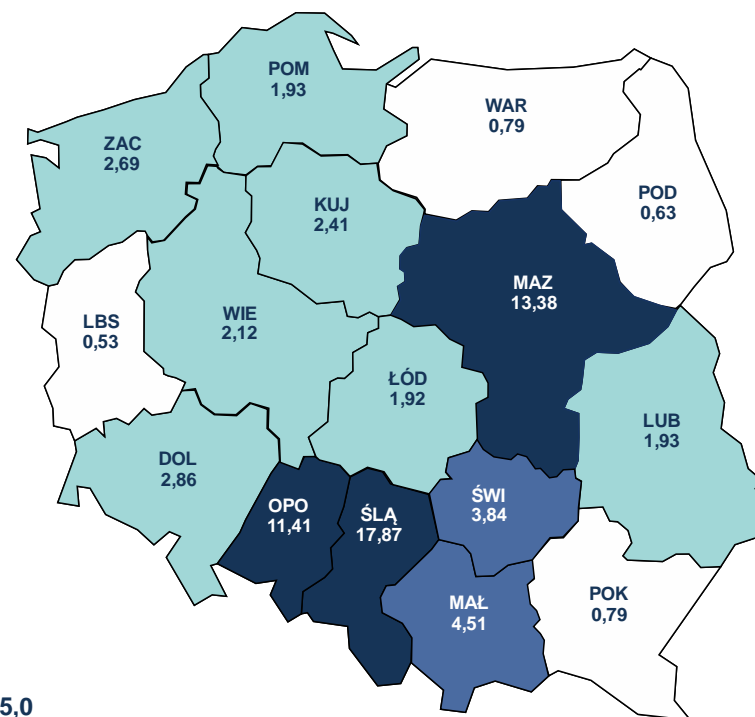 POM
1,93
WAR
0,79
ZAC
2,69
POD
0,63
KUJ
2,41
MAZ
13,38
LBS
0,53
WIE
2,12
ŁÓD
1,92
LUB
1,93
DOL
2,86
OPO
11,41
ŚLĄ
17,87
ŚWI
3,84
MAŁ
4,51
POK
0,79
5,0